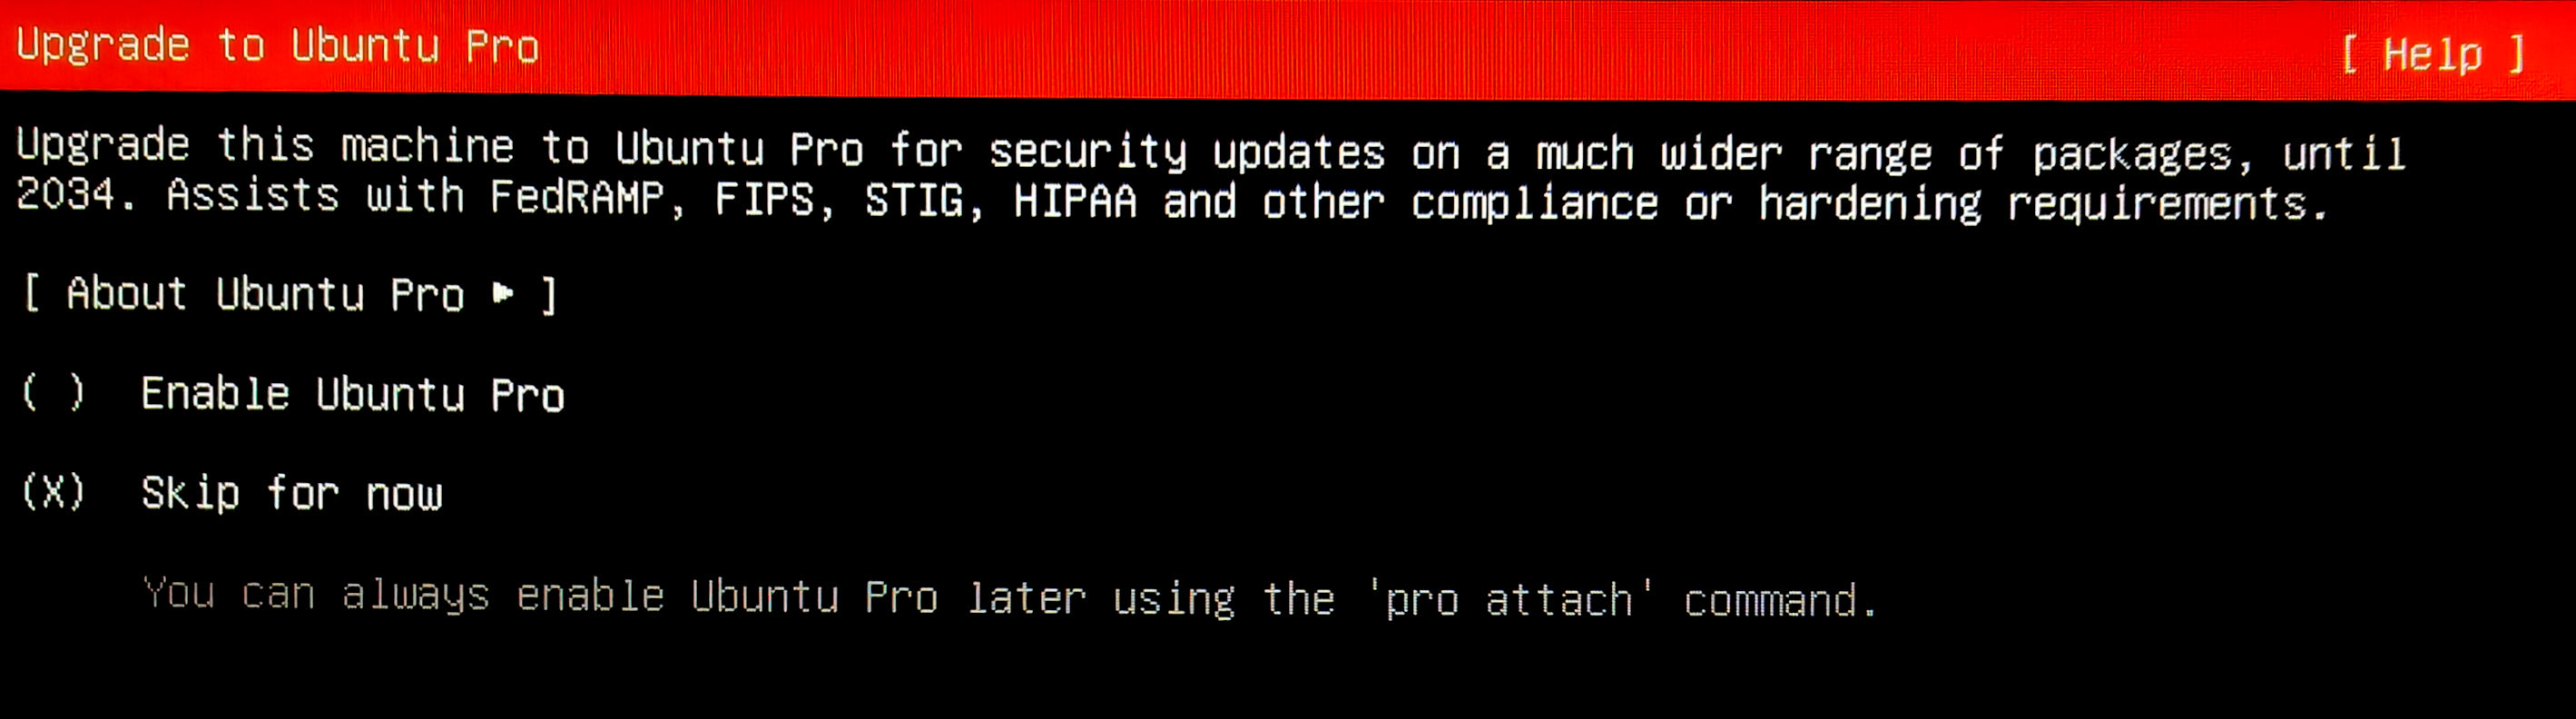 Upgrade to Ubuntu Pro [ Help ]
Upgrade this machine to Ubuntu Pro for security updates on a much wider range of packages, until
2034. Assists with FedRAMP, FIPS, STIG, HIPAA and other compliance or hardening requirements.
[ About Ubuntu Pro ► ]
( ) Enable Ubuntu Pro
(X) Skip for now
You can always enable Ubuntu Pro later using the 'pro attach' command.